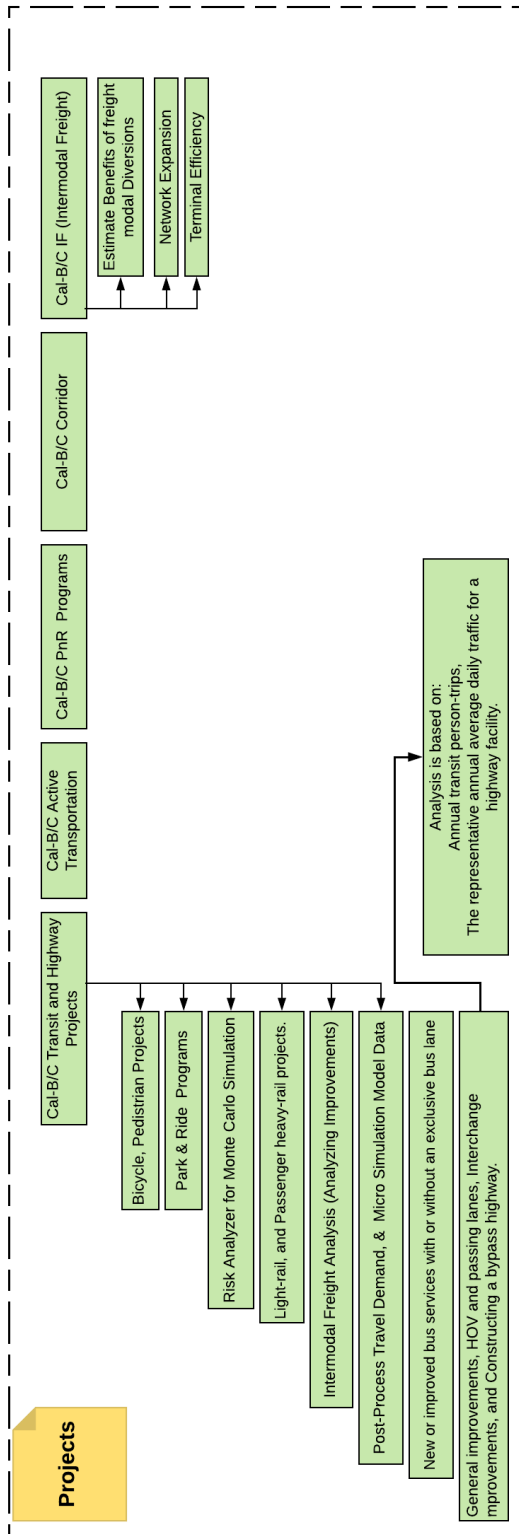 Projects
Cal-B/C Transit and Highway
Projects
Cal-B/C Active
Transportation
Cal-B/C PnR Programs
Cal-B/C Corridor
Cal-B/C IF (Intermodal Freight)
Bicycle, Pedistrian Projects
Park & Ride Programs
Risk Analyzer for Monte Carlo Simulation
Light-rail, and Passenger heavy-rail projects.
Intermodal Freight Analysis (Analyzing Improvements)
Post-Process Travel Demand, & Micro Simulation Model Data
New or improved bus services with or without an exclusive bus lane
General improvements, HOV and passing lanes, Interchange
mprovements, and Constructing a bypass highway.
Analysis is based on:
Annual transit person-trips,
The representative annual average daily traffic for a
highway facility.
Estimate Benefits of freight
modal Diversions
Network Expansion
Terminal Efficiency